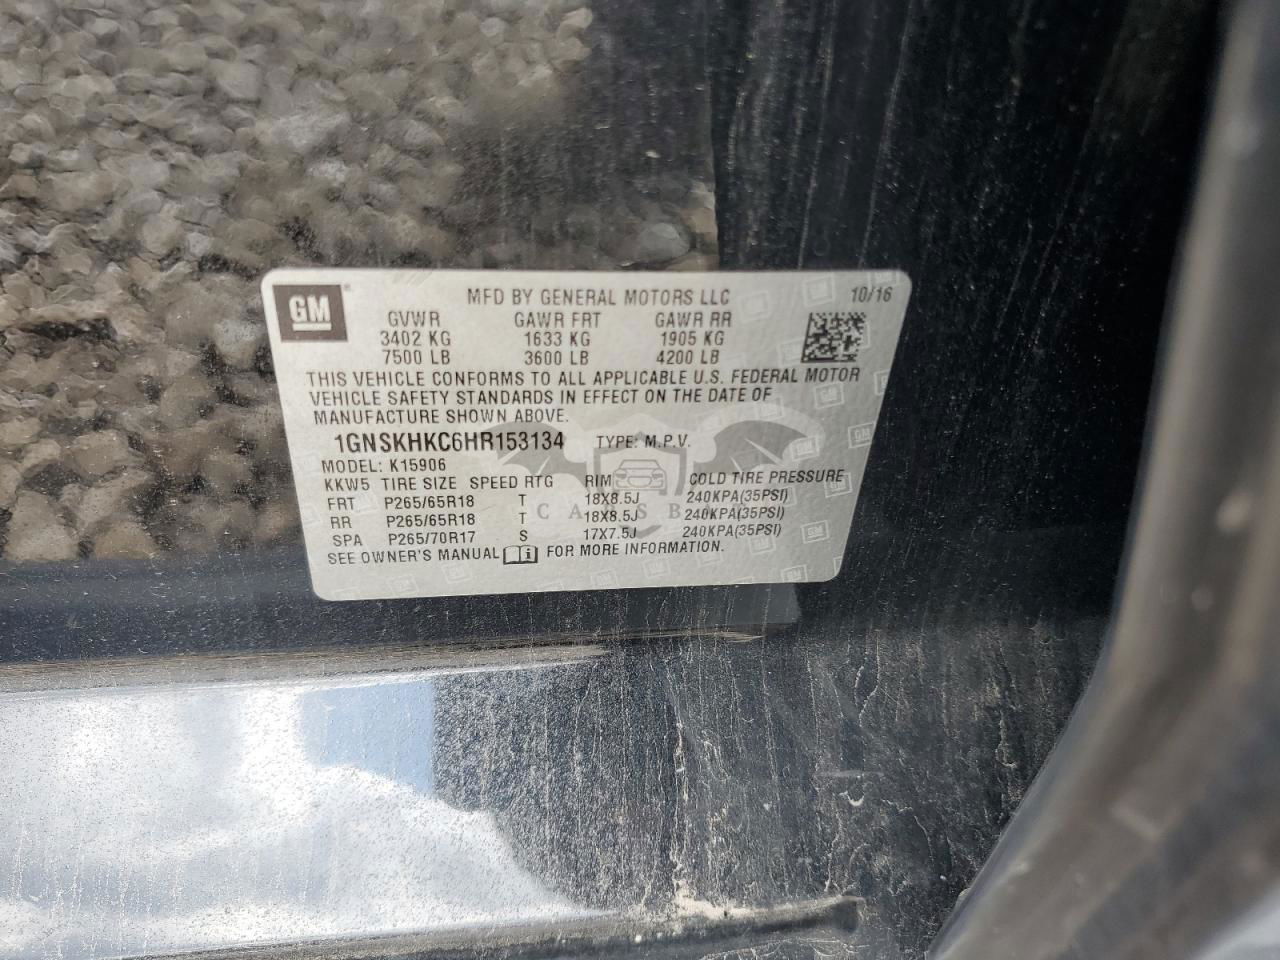 GM
MFD BY GENERAL MOTORS LLC 10/16
GVWR GAWR FRT GAWR RR
3402 KG 1633 KG 1905 KG
7500 LB 3600 LB 4200 LB
THIS VEHICLE CONFORMS TO ALL APPLICABLE U.S. FEDERAL MOTOR
VEHICLE SAFETY STANDARDS IN EFFECT ON THE DATE OF
MANUFACTURE SHOWN ABOVE.
1GNSKHKC6HR153134 TYPE: M.P.V.
MODEL: K15906
KKW5 TIRE SIZE SPEED RTG RIM COLD TIRE PRESSURE
FRT P265/65R18 T 18X8.5J 240KPA(35PSI)
RR P265/65R18 T 18X8.5J 240KPA(35PSI)
SPA P265/70R17 S 17X7.5J 240KPA(35PSI)
SEE OWNER'S MANUAL FOR MORE INFORMATION.